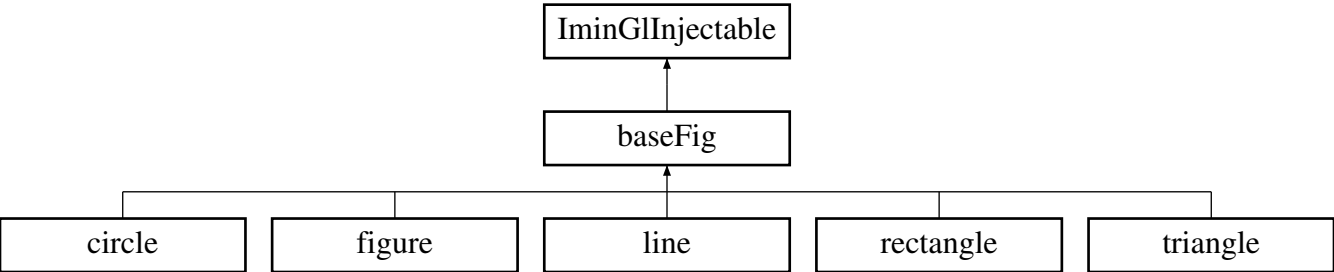 IminGlInjectable
baseFig
circle
figure
line
rectangle
triangle